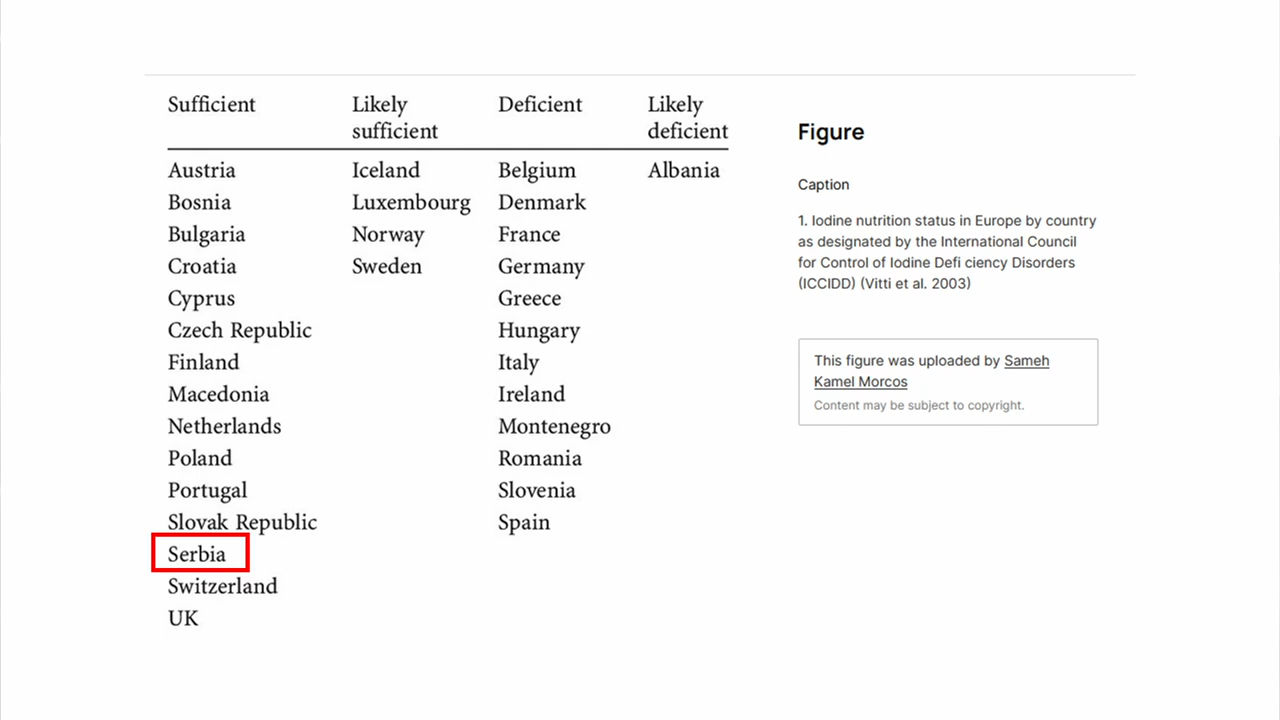 Sufficient Likely sufficient Deficient Likely deficient
Austria Iceland Belgium Albania
Bosnia Luxembourg Denmark
Bulgaria Norway France
Croatia Sweden Germany
Cyprus Greece
Czech Republic Hungary
Finland Italy
Macedonia Ireland
Netherlands Montenegro
Poland Romania
Portugal Slovenia
Slovak Republic Spain
Serbia
Switzerland
UK
Figure
Caption
1. Iodine nutrition status in Europe by country
as designated by the International Council
for Control of Iodine Defi ciency Disorders
(ICCIDD) (Vitti et al. 2003)
This figure was uploaded by Sameh
Kamel Morcos
Content may be subject to copyright.